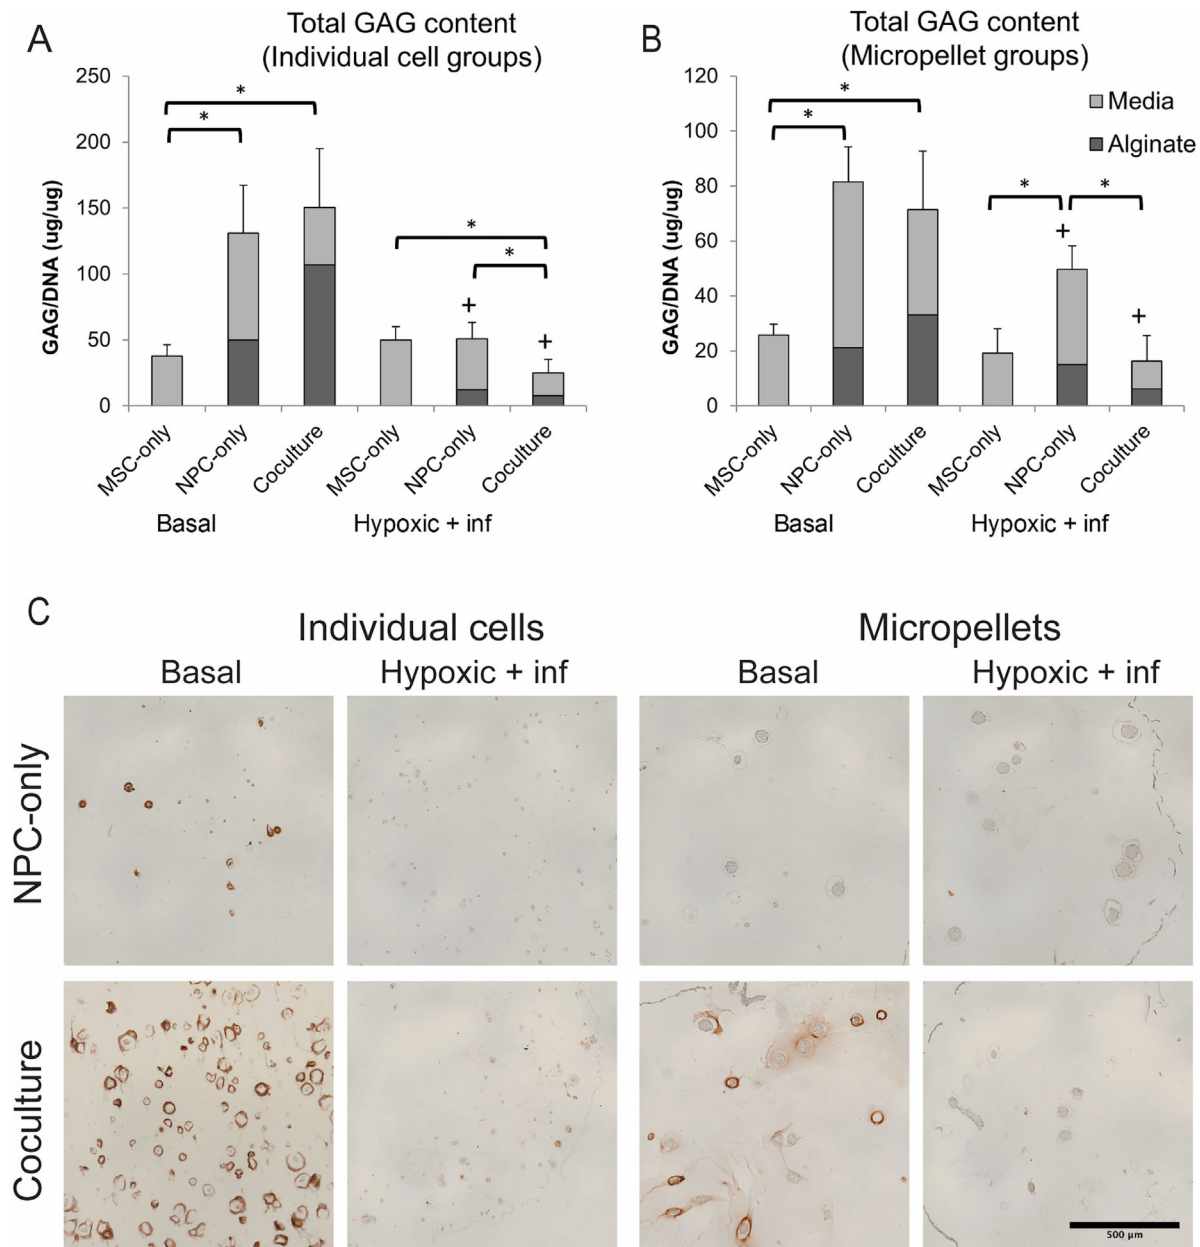 A
Total GAG content
(Individual cell groups)
250
200
150
100
50
0
GAG/DNA (ug/ug)
*
*
*
*
+
+
MSC-only
NPC-only
Coculture
MSC-only
NPC-only
Coculture
Basal
Hypoxic + inf
B
Total GAG content
(Micropellet groups)
120
100
80
60
40
20
0
GAG/DNA (ug/ug)
Media
Alginate
*
*
*
*
+
+
MSC-only
NPC-only
Coculture
MSC-only
NPC-only
Coculture
Basal
Hypoxic + inf
C
Individual cells
Micropellets
Basal
Hypoxic + inf
Basal
Hypoxic + inf
NPC-only
Coculture
500 µm